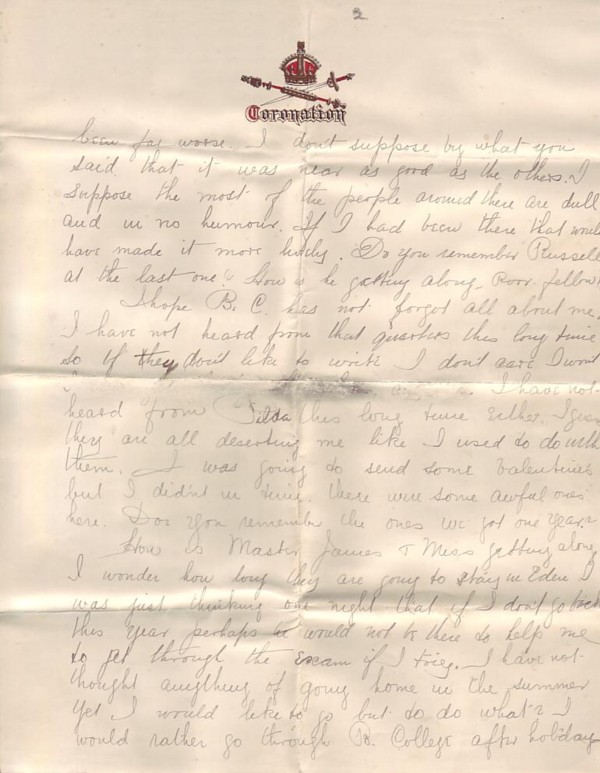 2
Coronation
been far worse. I dont suppose by what you
said that it was near as good as the others. I
suppose the most of the people around there are dull
and in no humour. If I had been there that would
have made it more lively. Do you remember Russell
at the last one? How is he getting along, Poor fellow
I hope B. C. has not forgot all about me,
I have not heard from that quarters this long time
so if they don't like to write I don't care I wont
I have not
heard from Tilda this long time either. I guess
they are all deserting me like I used to do with
them. I was going to send some Valentines
but I didn't in time. there were some awful ones
here. Do you remember the ones we got one year?
How is Master James & Miss getting along
I wonder how long they are going to stay in Eden I
was just thinking one night that if I dont go back
this year perhaps he would not be there to help me
to get through the exam if I try. I have not
thought anything of going home in the summer
Yet I would like to go but to do what? I
would rather go through College after holiday